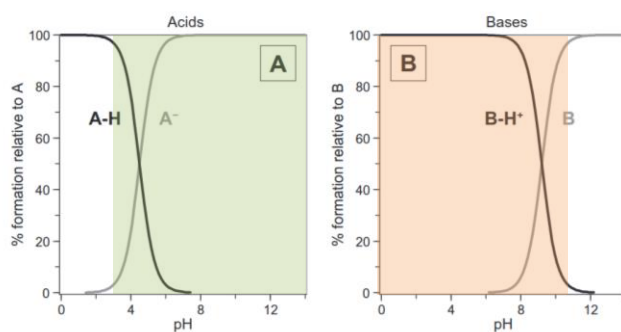 Acids
% formation relative to A
100
80
60
40
20
0
A-H
A⁻
A
0 4 8 12
pH
Bases
% formation relative to B
100
80
60
40
20
0
B
B-H⁺
B
0 4 8 12
pH